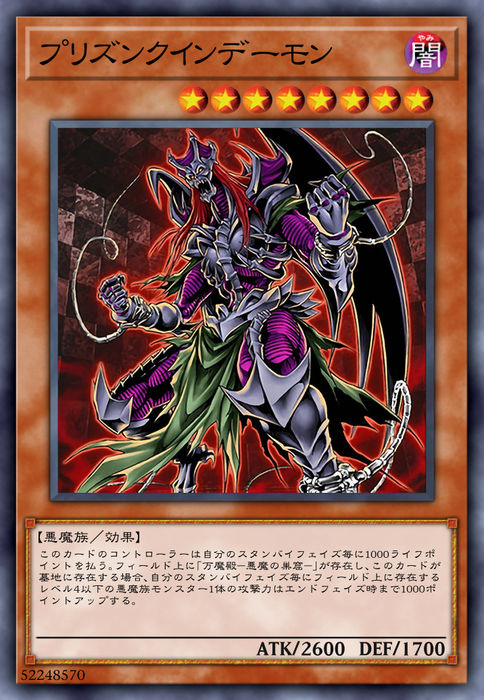 プリズンクインデーモン
やみ
闇
【悪魔族／効果】
このカードのコントローラーは自分のスタンバイフェイズ毎に1000ライフポ
イントを払う。フィールド上に「万魔殿－悪魔の巣窟－」が存在し、このカードが
墓地に存在する場合、自分のスタンバイフェイズ毎にフィールド上に存在する
レベル4以下の悪魔族モンスター1体の攻撃力はエンドフェイズ時まで1000ポ
イントアップする。
ATK/2600 DEF/1700
52248570